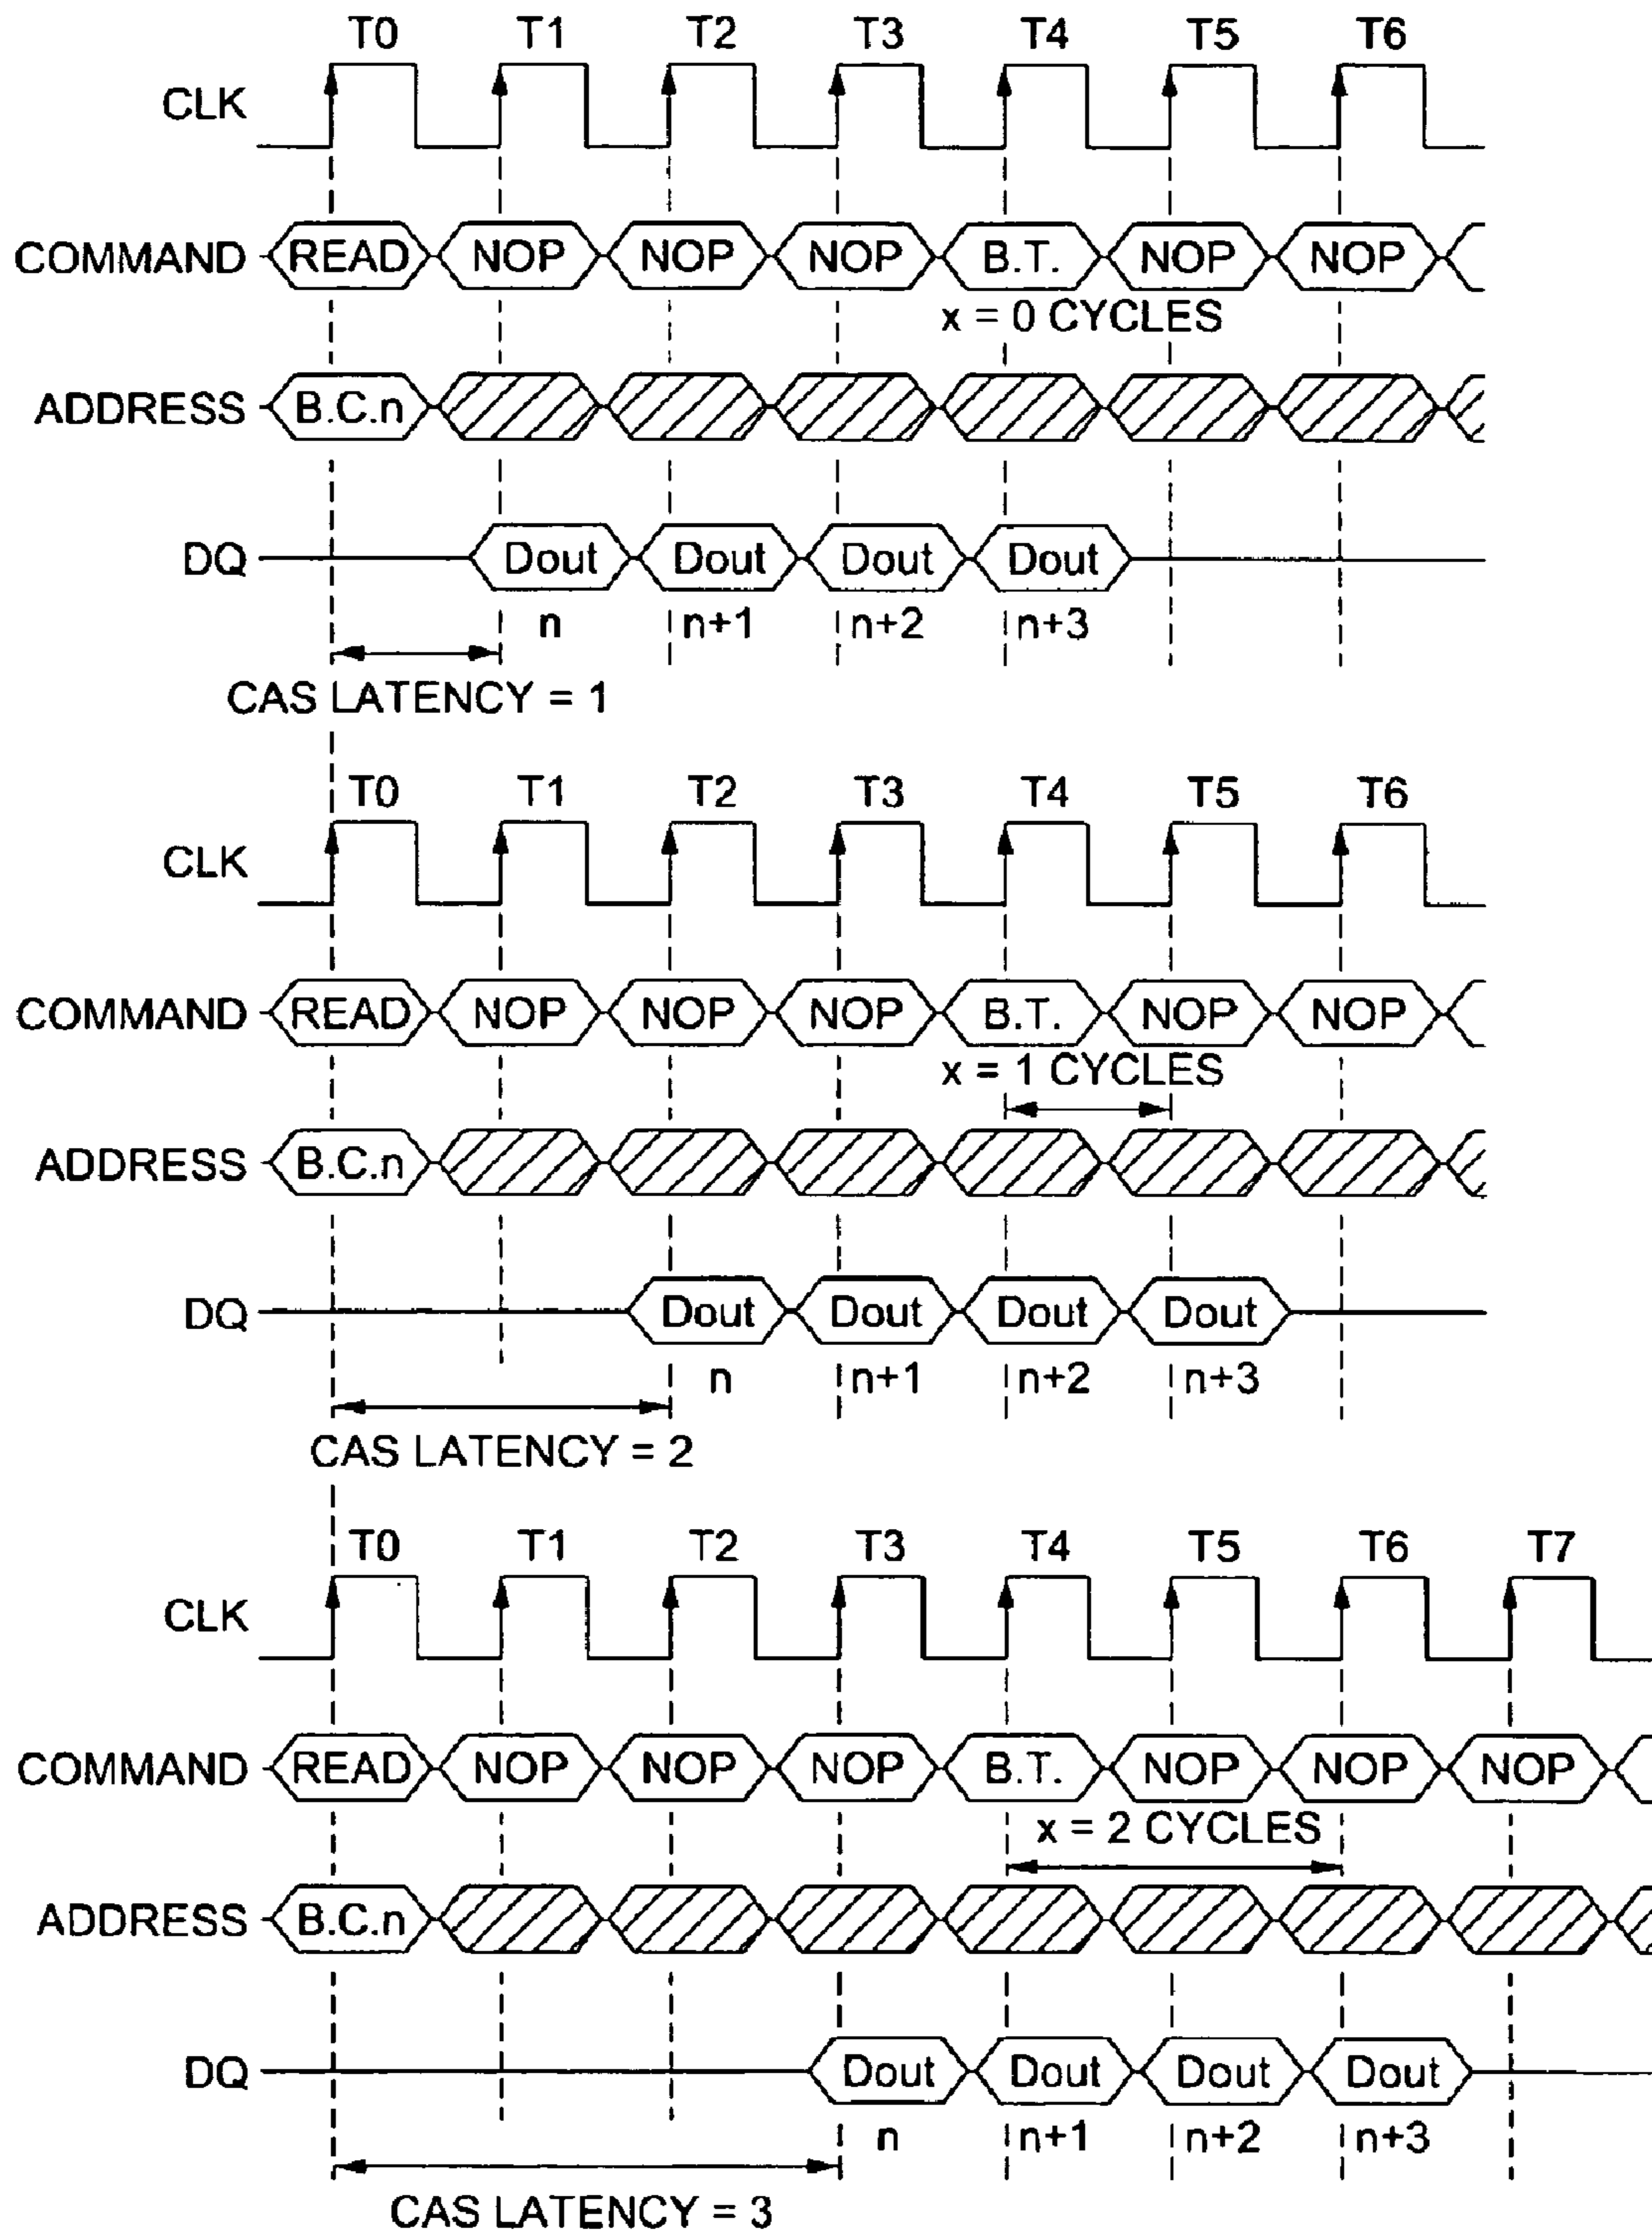 T0 T1 T2 T3 T4 T5 T6
CLK
COMMAND READ NOP NOP NOP B.T. NOP NOP
x = 0 CYCLES
ADDRESS B.C.n
DQ Dout Dout Dout Dout
n n+1 n+2 n+3
CAS LATENCY = 1
T0 T1 T2 T3 T4 T5 T6
CLK
COMMAND READ NOP NOP NOP B.T. NOP NOP
x = 1 CYCLES
ADDRESS B.C.n
DQ Dout Dout Dout Dout
n n+1 n+2 n+3
CAS LATENCY = 2
T0 T1 T2 T3 T4 T5 T6 T7
CLK
COMMAND READ NOP NOP NOP B.T. NOP NOP NOP
x = 2 CYCLES
ADDRESS B.C.n
DQ Dout Dout Dout Dout
n n+1 n+2 n+3
CAS LATENCY = 3